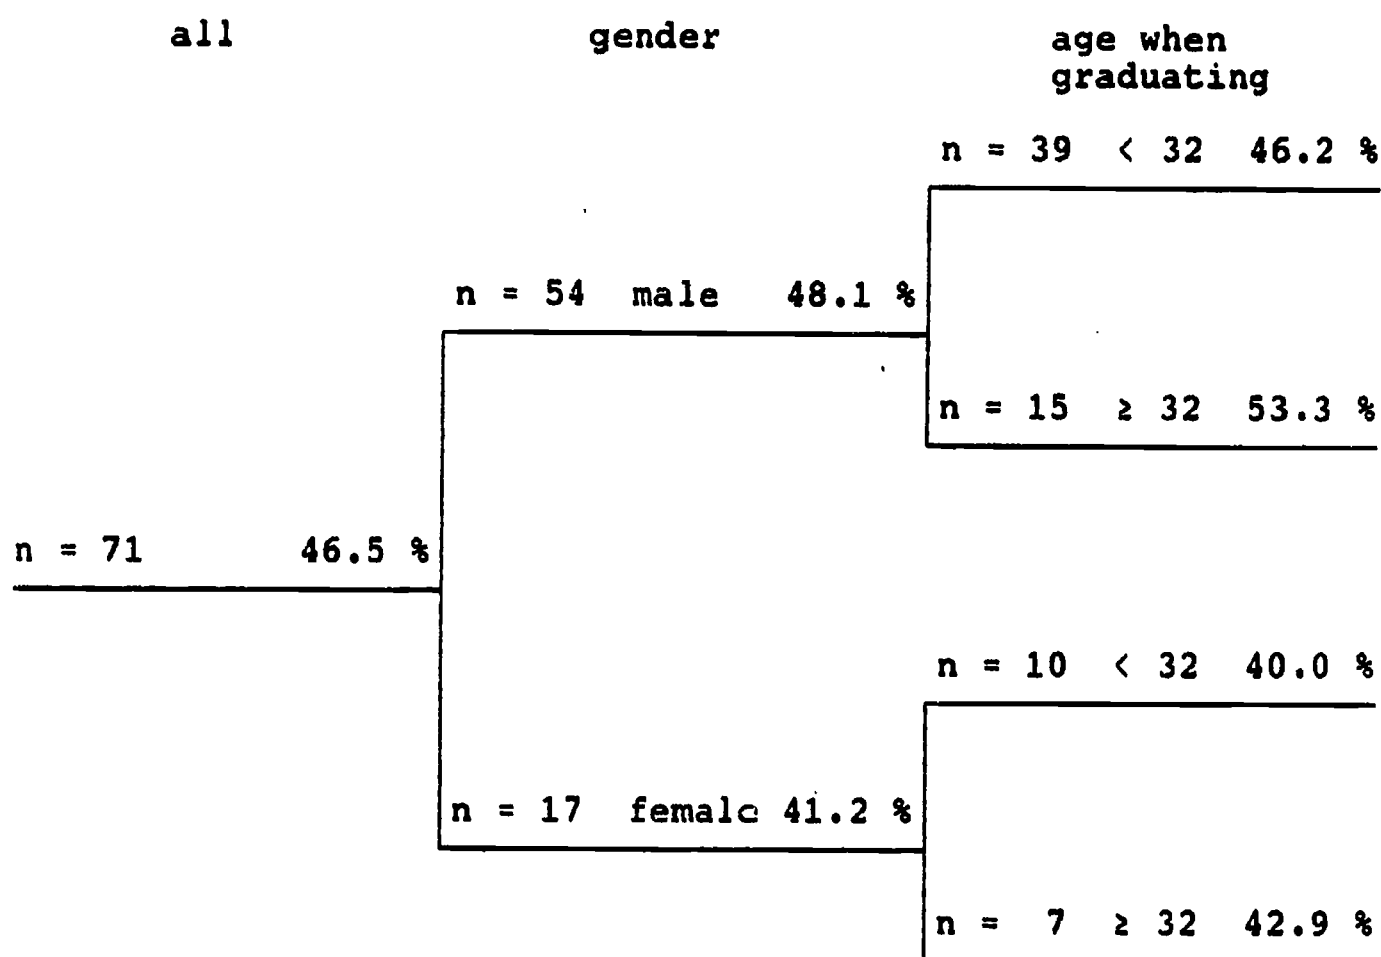 all gender age when
graduating
n = 39 < 32 46.2 %
n = 54 male 48.1 %
n = 15 ≥ 32 53.3 %
n = 71 46.5 %
n = 10 < 32 40.0 %
n = 17 female 41.2 %
n = 7 ≥ 32 42.9 %